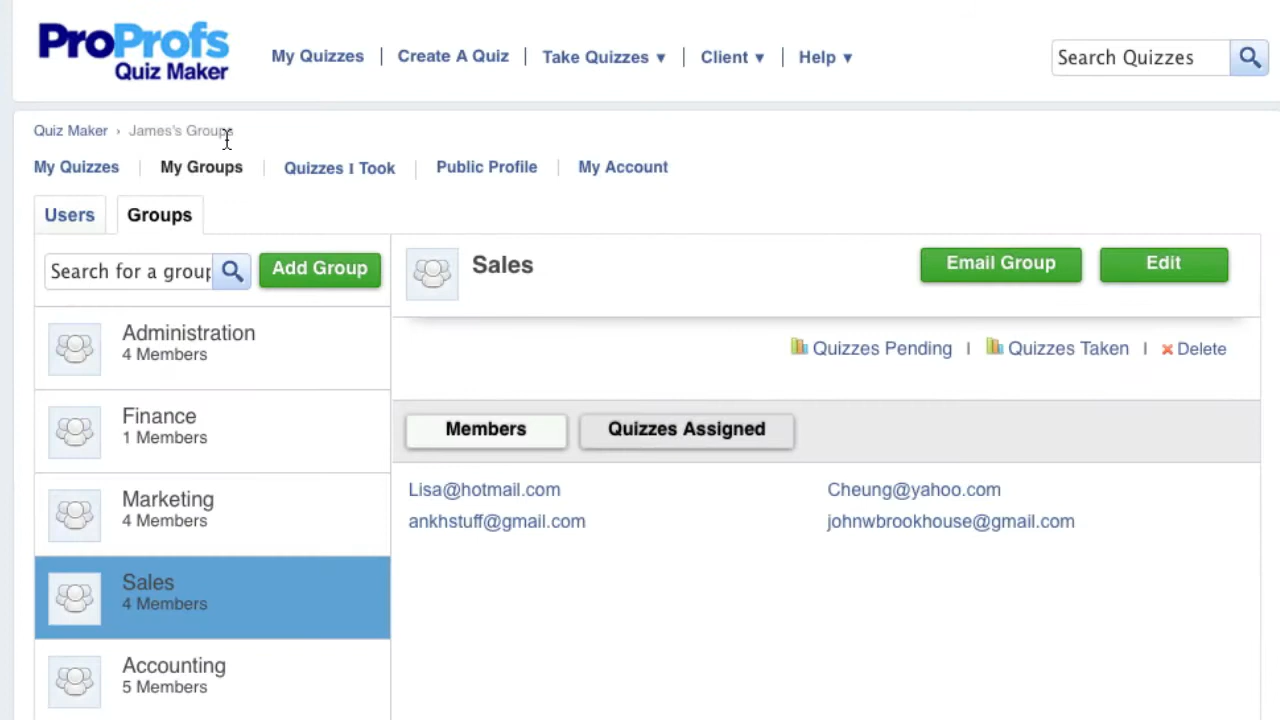 ProProfs
Quiz Maker
My Quizzes | Create A Quiz | Take Quizzes ▼ | Client ▼ | Help ▼
Search Quizzes
Quiz Maker › James's Groups
My Quizzes | My Groups | Quizzes I Took | Public Profile | My Account
Users Groups
Search for a group
Add Group
Sales
Email Group
Edit
Quizzes Pending | Quizzes Taken | Delete
Administration
4 Members
Finance
1 Members
Marketing
4 Members
Sales
4 Members
Accounting
5 Members
Members
Quizzes Assigned
Lisa@hotmail.com Cheung@yahoo.com
ankhstuff@gmail.com johnwbrookhouse@gmail.com